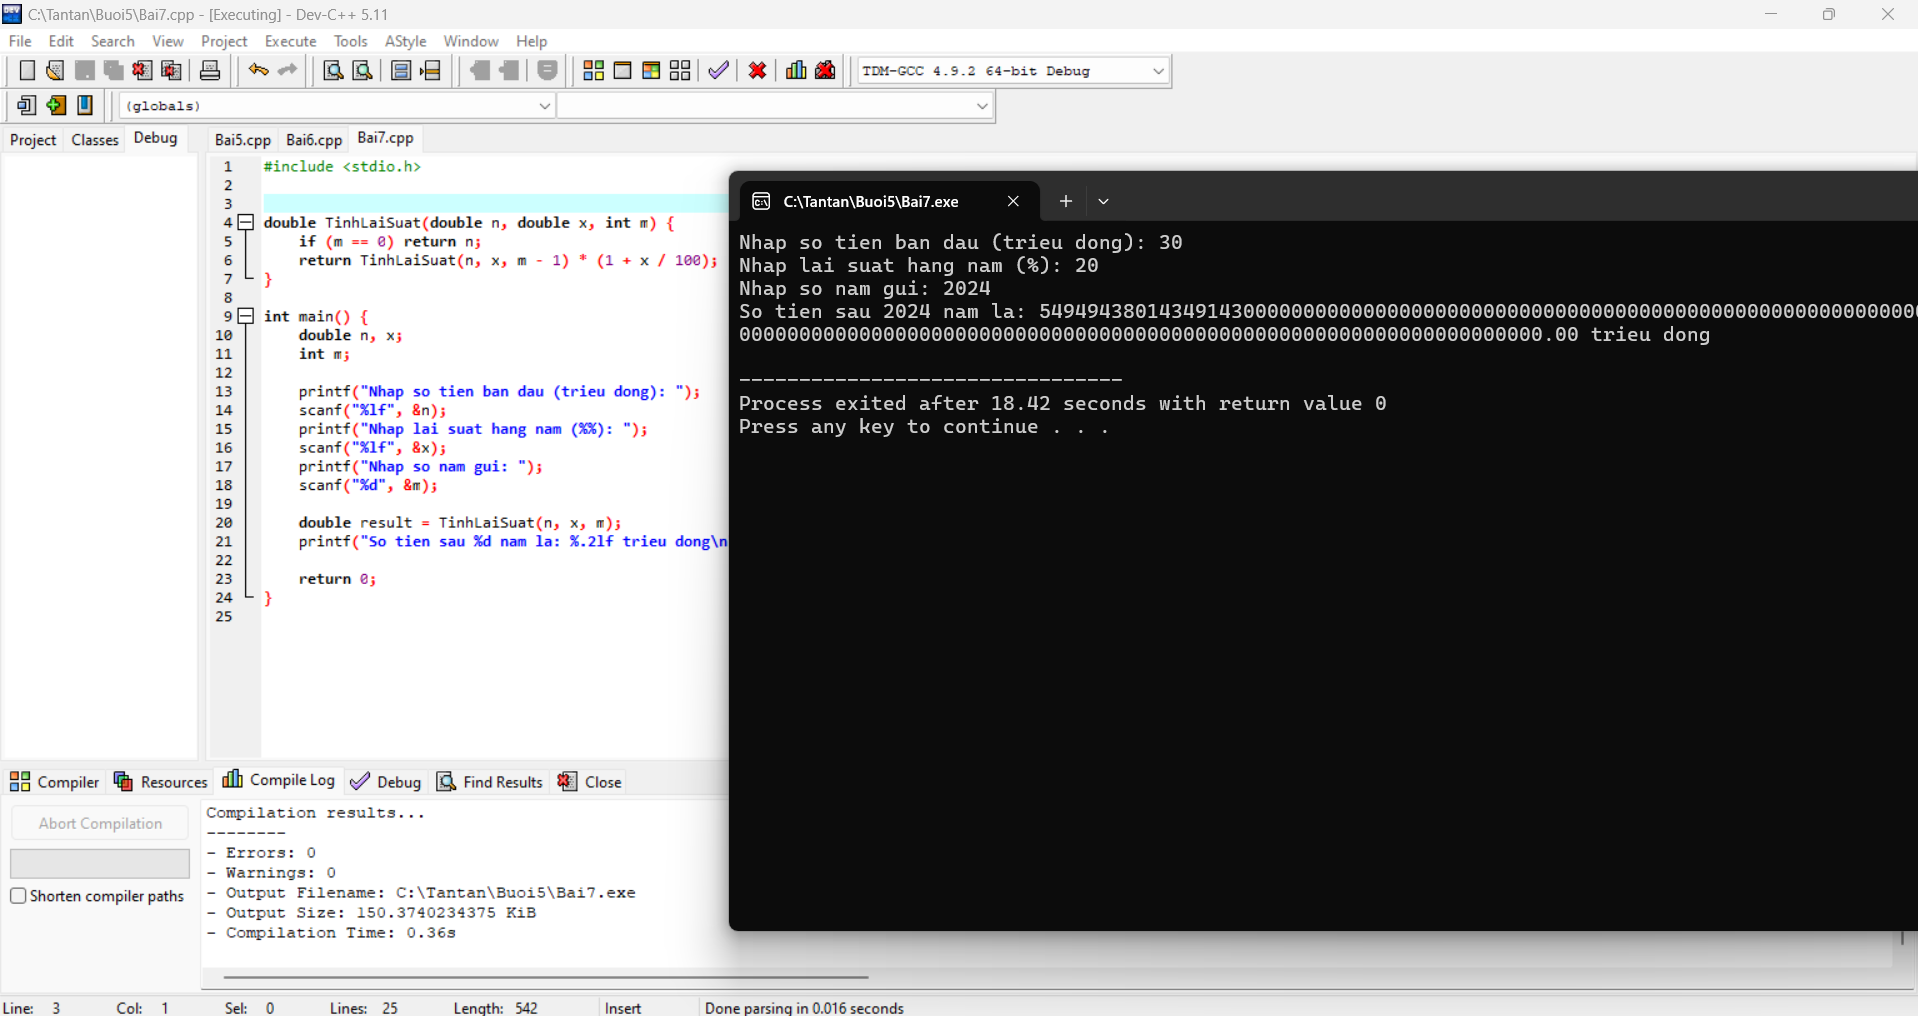 C:\Tantan\Buoi5\Bai7.cpp - [Executing] - Dev-C++ 5.11
File Edit Search View Project Execute Tools AStyle Window Help
TDM-GCC 4.9.2 64-bit Debug
(globals)
Project Classes Debug
Bai5.cpp Bai6.cpp Bai7.cpp
1 #include <stdio.h>
2
3
4 double TinhLaiSuat(double n, double x, int m) {
5 if (m == 0) return n;
6 return TinhLaiSuat(n, x, m - 1) * (1 + x / 100);
7 }
8
9 int main() {
10 double n, x;
11 int m;
12
13 printf("Nhap so tien ban dau (trieu dong): ");
14 scanf("%lf", &n);
15 printf("Nhap lai suat hang nam (%%): ");
16 scanf("%lf", &x);
17 printf("Nhap so nam gui: ");
18 scanf("%d", &m);
19
20 double result = TinhLaiSuat(n, x, m);
21 printf("So tien sau %d nam la: %.2lf trieu dong\n
22
23 return 0;
24 }
25
C:\Tantan\Buoi5\Bai7.exe
Nhap so tien ban dau (trieu dong): 30
Nhap lai suat hang nam (%): 20
Nhap so nam gui: 2024
So tien sau 2024 nam la:
trieu dong
--------------------------------
Process exited after 18.42 seconds with return value 0
Press any key to continue . . .
Compiler Resources Compile Log Debug Find Results Close
Abort Compilation
Shorten compiler paths
Compilation results...
--------
- Errors: 0
- Warnings: 0
- Output Filename: C:\Tantan\Buoi5\Bai7.exe
- Output Size: 150.3740234375 KiB
- Compilation Time: 0.36s
Line: 3 Col: 1 Sel: 0 Lines: 25 Length: 542 Insert Done parsing in 0.016 seconds